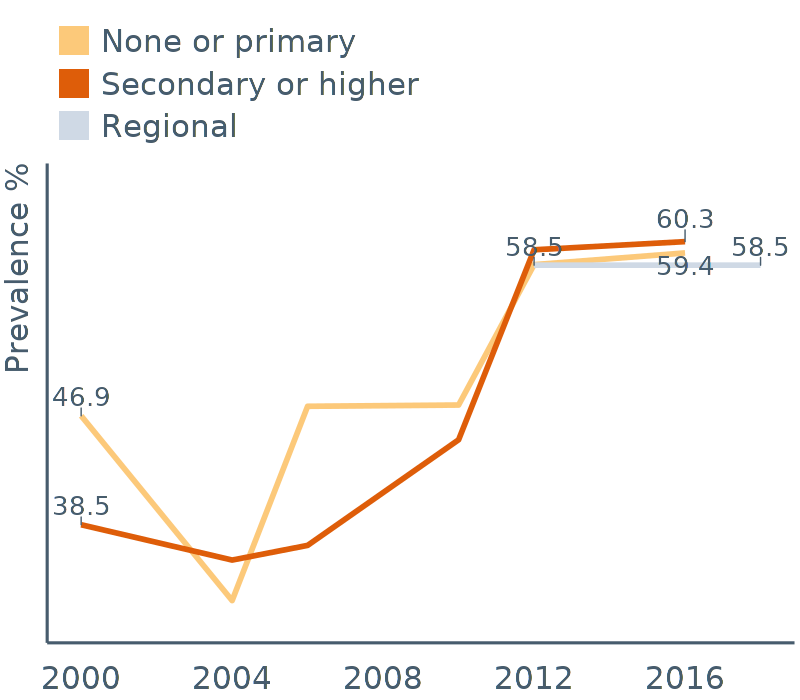 None or primary
Secondary or higher
Regional
Prevalence %
60.3
58.5
58.5
59.4
46.9
38.5
2000
2004
2008
2012
2016